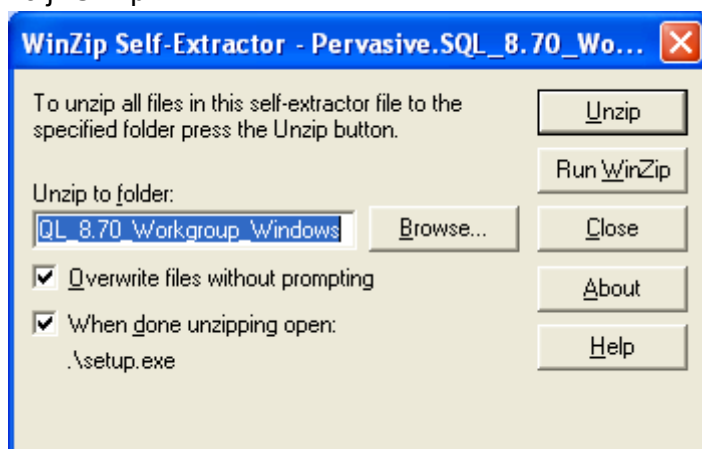 WinZip Self-Extractor - Pervasive.SQL_8.70_Wo...
To unzip all files in this self-extractor file to the
specified folder press the Unzip button.
Unzip
Run WinZip
Unzip to folder:
QL_8.70_Workgroup_Windows
Browse...
Close
Overwrite files without prompting
About
When done unzipping open:
.\setup.exe
Help